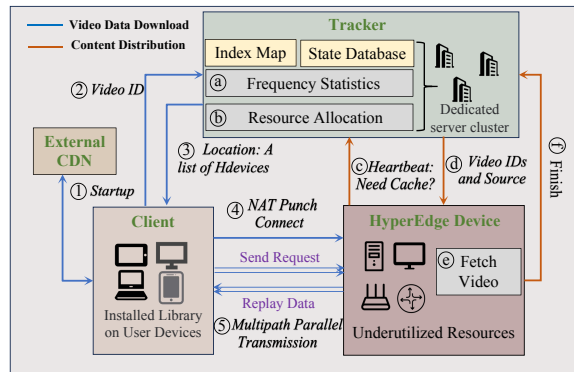 Video Data Download
Content Distribution
Tracker
Index Map
State Database
ⓐ Frequency Statistics
ⓑ Resource Allocation
Dedicated
server cluster
② Video ID
External
CDN
① Startup
③ Location: A
list of Hdevices
ⓒ Heartbeat:
Need Cache?
ⓓ Video IDs
and Source
ⓕ Finish
Client
Installed Library
on User Devices
④ NAT Punch
Connect
Send Request
Replay Data
⑤ Multipath Parallel
Transmission
HyperEdge Device
ⓔ Fetch
Video
Underutilized Resources